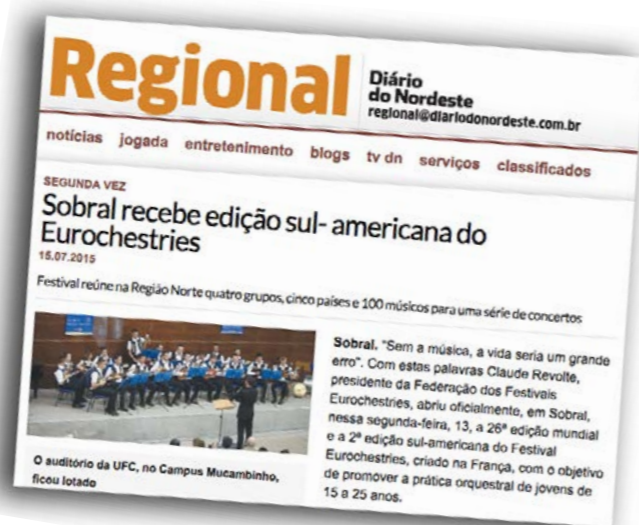 Regional
Diário
do Nordeste
regional@diariodonordeste.com.br
notícias jogada entretenimento blogs tv dn serviços classificados
SEGUNDA VEZ
Sobral recebe edição sul- americana do
Eurochestries
15.07.2015
Festival reúne na Região Norte quatro grupos, cinco países e 100 músicos para uma série de concertos
O auditório da UFC, no Campus Mucambinho,
ficou lotado
Sobral. "Sem a música, a vida seria um grande
erro". Com estas palavras Claude Revolte,
presidente da Federação dos Festivais
Eurochestries, abriu oficialmente, em Sobral,
nessa segunda-feira, 13, a 26ª edição mundial
e a 2ª edição sul-americana do Festival
Eurochestries, criado na França, com o objetivo
de promover a prática orquestral de jovens de
15 a 25 anos.